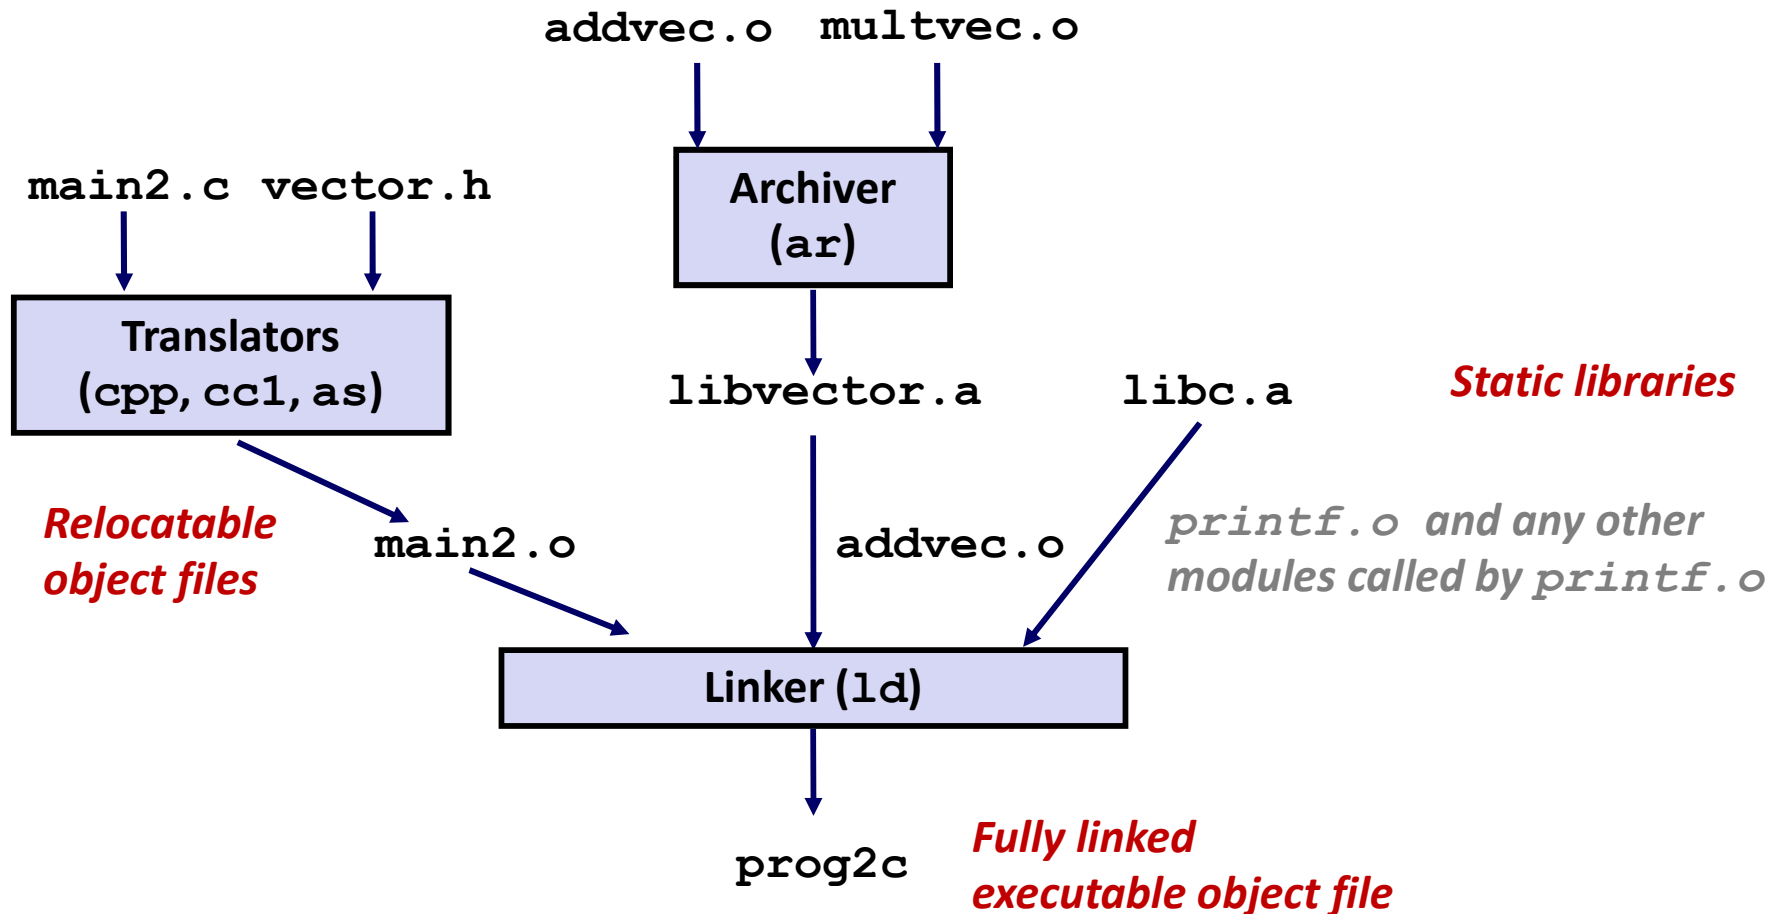 addvec.o multvec.o
main2.c vector.h
Archiver
(ar)
Translators
(cpp, cc1, as)
libvector.a
libc.a
Static libraries
Relocatable
object files
main2.o
addvec.o
printf.o and any other
modules called by printf.o
Linker (ld)
prog2c
Fully linked
executable object file